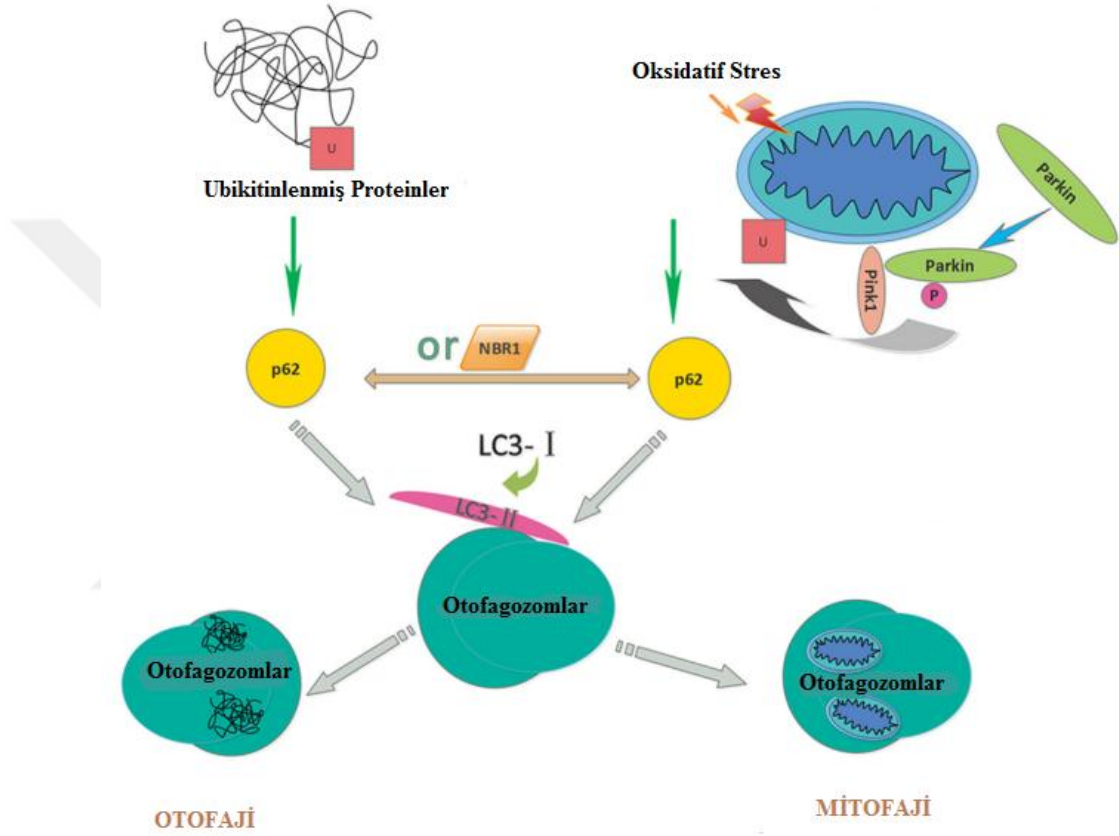 Oksidatif Stres
U
Ubikitinlenmiş Proteinler
Parkin
U
Parkin
Pink1
P
or
NBR1
p62
p62
LC3- I
LC3- II
Otofagozomlar
Otofagozomlar
Otofagozomlar
OTOFAJİ
MİTOFAJİ